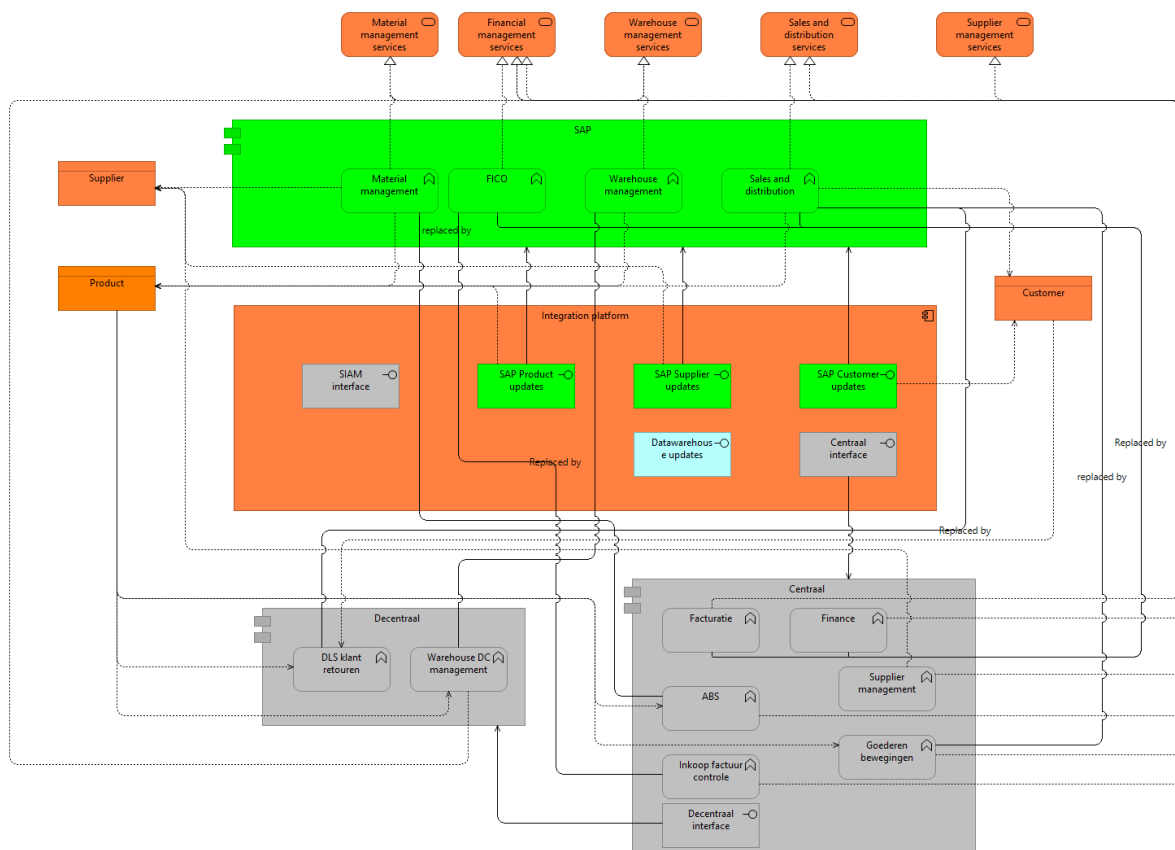 Material
management
services
Financial
management
services
Warehouse
management
services
Sales and
distribution services
Supplier
management
services
SAP
Supplier
Material
management
FICO
Warehouse
management
Sales and
distribution
replaced by
Product
Customer
Integration platform
SIAM
interface
SAP Product
updates
SAP Supplier
updates
SAP Customer
updates
Datawarehous
e updates
Centraal
interface
Replaced by
Replaced by
replaced by
Replaced by
Decentraal
DLS klant
retouren
Warehouse DC
management
Centraal
Facturatie
Finance
Supplier
management
ABS
Goederen
bewegingen
Inkoop factuur
controle
Decentraal
interface